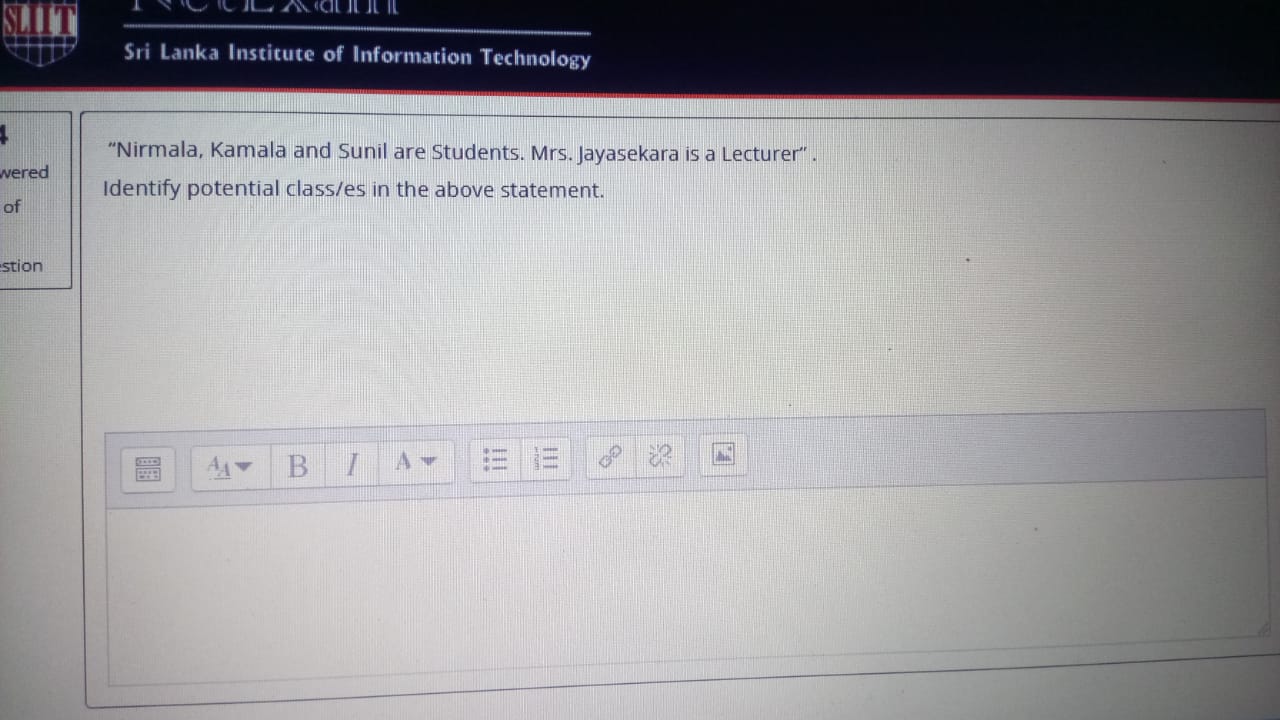 SLIIT
Sri Lanka Institute of Information Technology
4
wered
of
estion
“Nirmala, Kamala and Sunil are Students. Mrs. Jayasekara is a Lecturer” .
Identify potential class/es in the above statement.
B I A